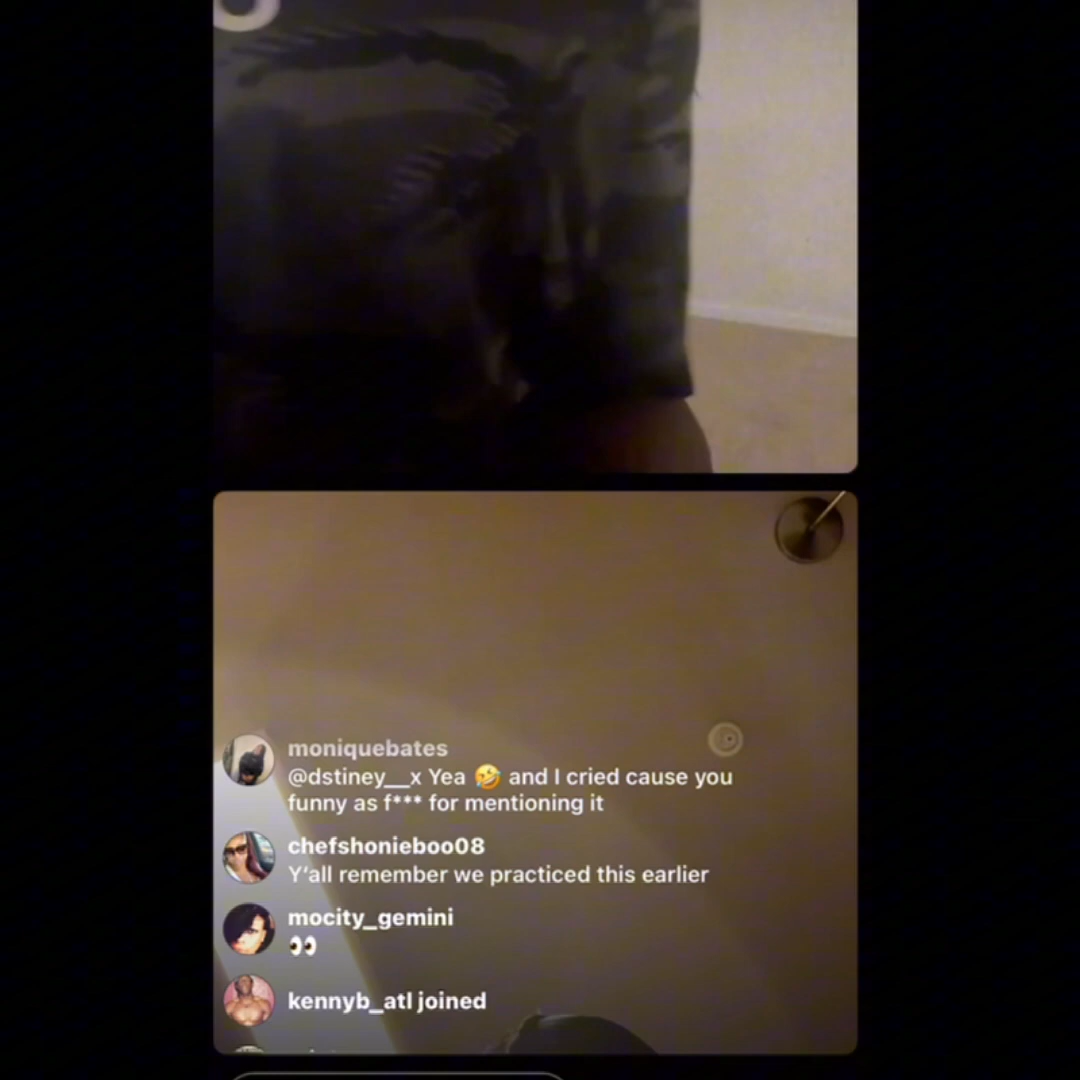 moniquebates
@dstiney__x Yea 🤣 and I cried cause you
funny as f*** for mentioning it
chefshonieboo08
Y'all remember we practiced this earlier
mocity_gemini
👀
kennyb_atl joined